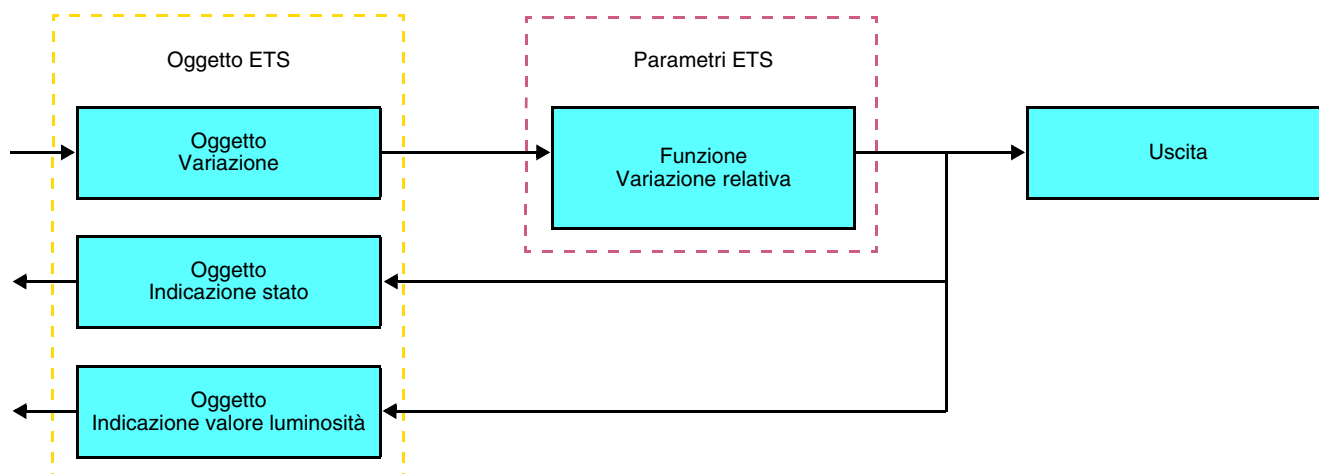 Oggetto ETS
Parametri ETS
Oggetto
Variazione
Funzione
Variazione relativa
Uscita
Oggetto
Indicazione stato
Oggetto
Indicazione valore luminosità